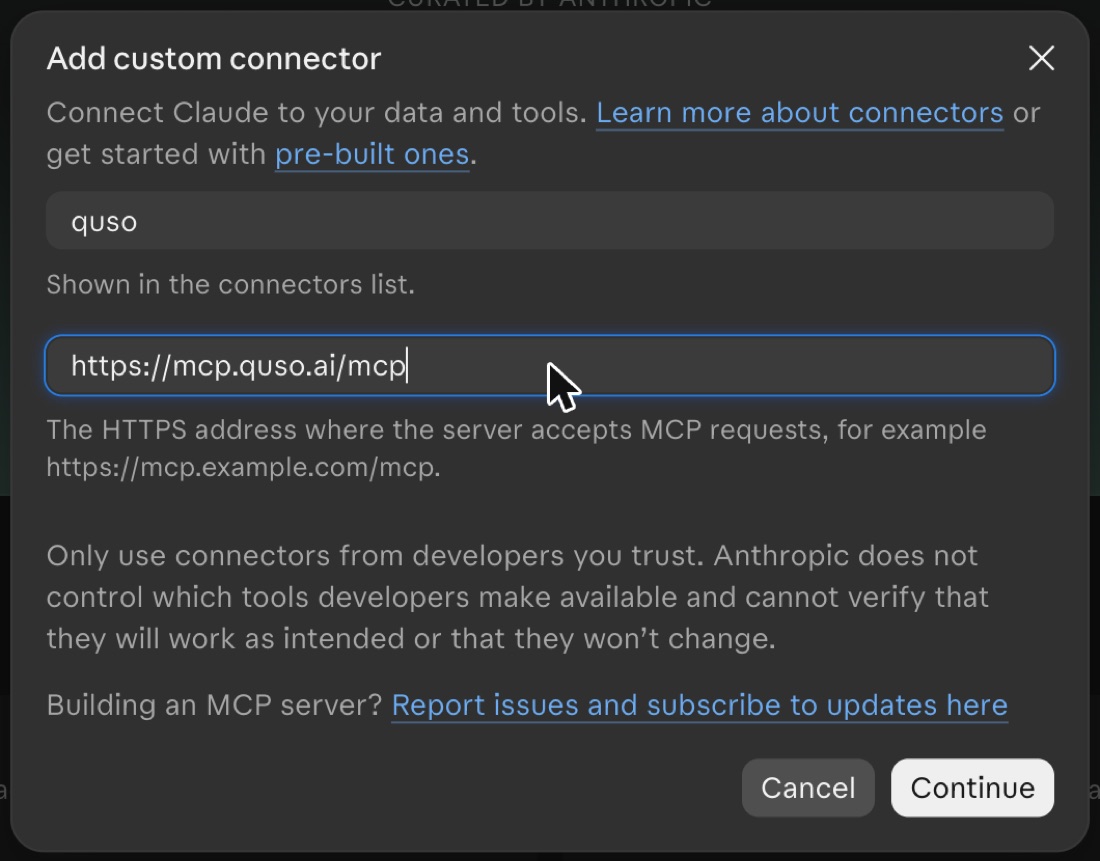 CURATED BY ANTHROPIC
Add custom connector
Connect Claude to your data and tools. Learn more about connectors or
get started with pre-built ones.
quso
Shown in the connectors list.
https://mcp.quso.ai/mcp
The HTTPS address where the server accepts MCP requests, for example
https://mcp.example.com/mcp.
Only use connectors from developers you trust. Anthropic does not
control which tools developers make available and cannot verify that
they will work as intended or that they won’t change.
Building an MCP server? Report issues and subscribe to updates here
Cancel Continue